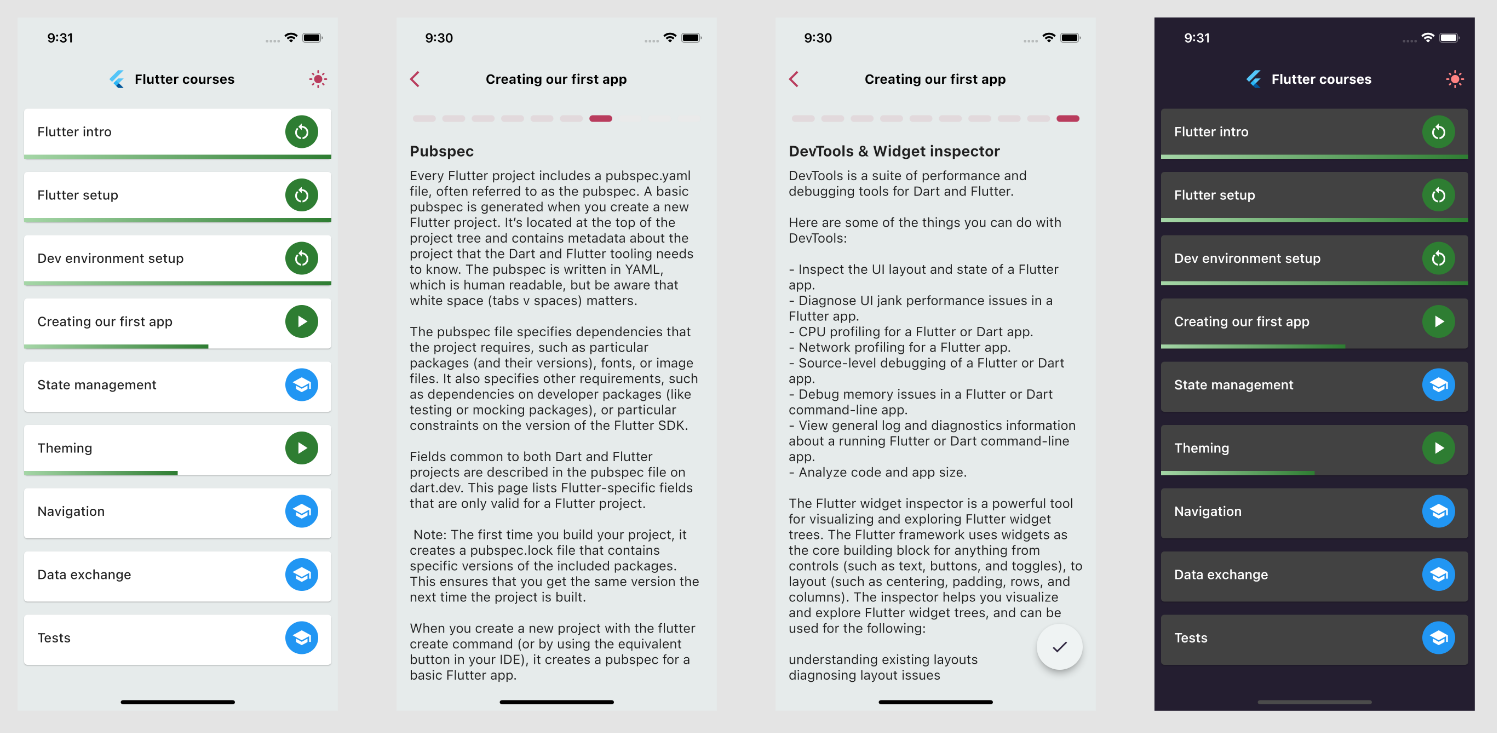 9:31
Flutter courses
Flutter intro
Flutter setup
Dev environment setup
Creating our first app
State management
Theming
Navigation
Data exchange
Tests
9:30
Creating our first app
Pubspec
Every Flutter project includes a pubspec.yaml
file, often referred to as the pubspec. A basic
pubspec is generated when you create a new
Flutter project. It’s located at the top of the
project tree and contains metadata about the
project that the Dart and Flutter tooling needs
to know. The pubspec is written in YAML,
which is human readable, but be aware that
white space (tabs v spaces) matters.
The pubspec file specifies dependencies that
the project requires, such as particular
packages (and their versions), fonts, or image
files. It also specifies other requirements, such
as dependencies on developer packages (like
testing or mocking packages), or particular
constraints on the version of the Flutter SDK.
Fields common to both Dart and Flutter
projects are described in the pubspec file on
dart.dev. This page lists Flutter-specific fields
that are only valid for a Flutter project.
Note: The first time you build your project, it
creates a pubspec.lock file that contains
specific versions of the included packages.
This ensures that you get the same version the
next time the project is built.
When you create a new project with the flutter
create command (or by using the equivalent
button in your IDE), it creates a pubspec for a
basic Flutter app.
9:30
Creating our first app
DevTools & Widget inspector
DevTools is a suite of performance and
debugging tools for Dart and Flutter.
Here are some of the things you can do with
DevTools:
- Inspect the UI layout and state of a Flutter
app.
- Diagnose UI jank performance issues in a
Flutter app.
- CPU profiling for a Flutter or Dart app.
- Network profiling for a Flutter app.
- Source-level debugging of a Flutter or Dart
app.
- Debug memory issues in a Flutter or Dart
command-line app.
- View general log and diagnostics information
about a running Flutter or Dart command-line
app.
- Analyze code and app size.
The Flutter widget inspector is a powerful tool
for visualizing and exploring Flutter widget
trees. The Flutter framework uses widgets as
the core building block for anything from
controls (such as text, buttons, and toggles), to
layout (such as centering, padding, rows, and
columns). The inspector helps you visualize
and explore Flutter widget trees, and can be
used for the following:
understanding existing layouts
diagnosing layout issues
9:31
Flutter courses
Flutter intro
Flutter setup
Dev environment setup
Creating our first app
State management
Theming
Navigation
Data exchange
Tests